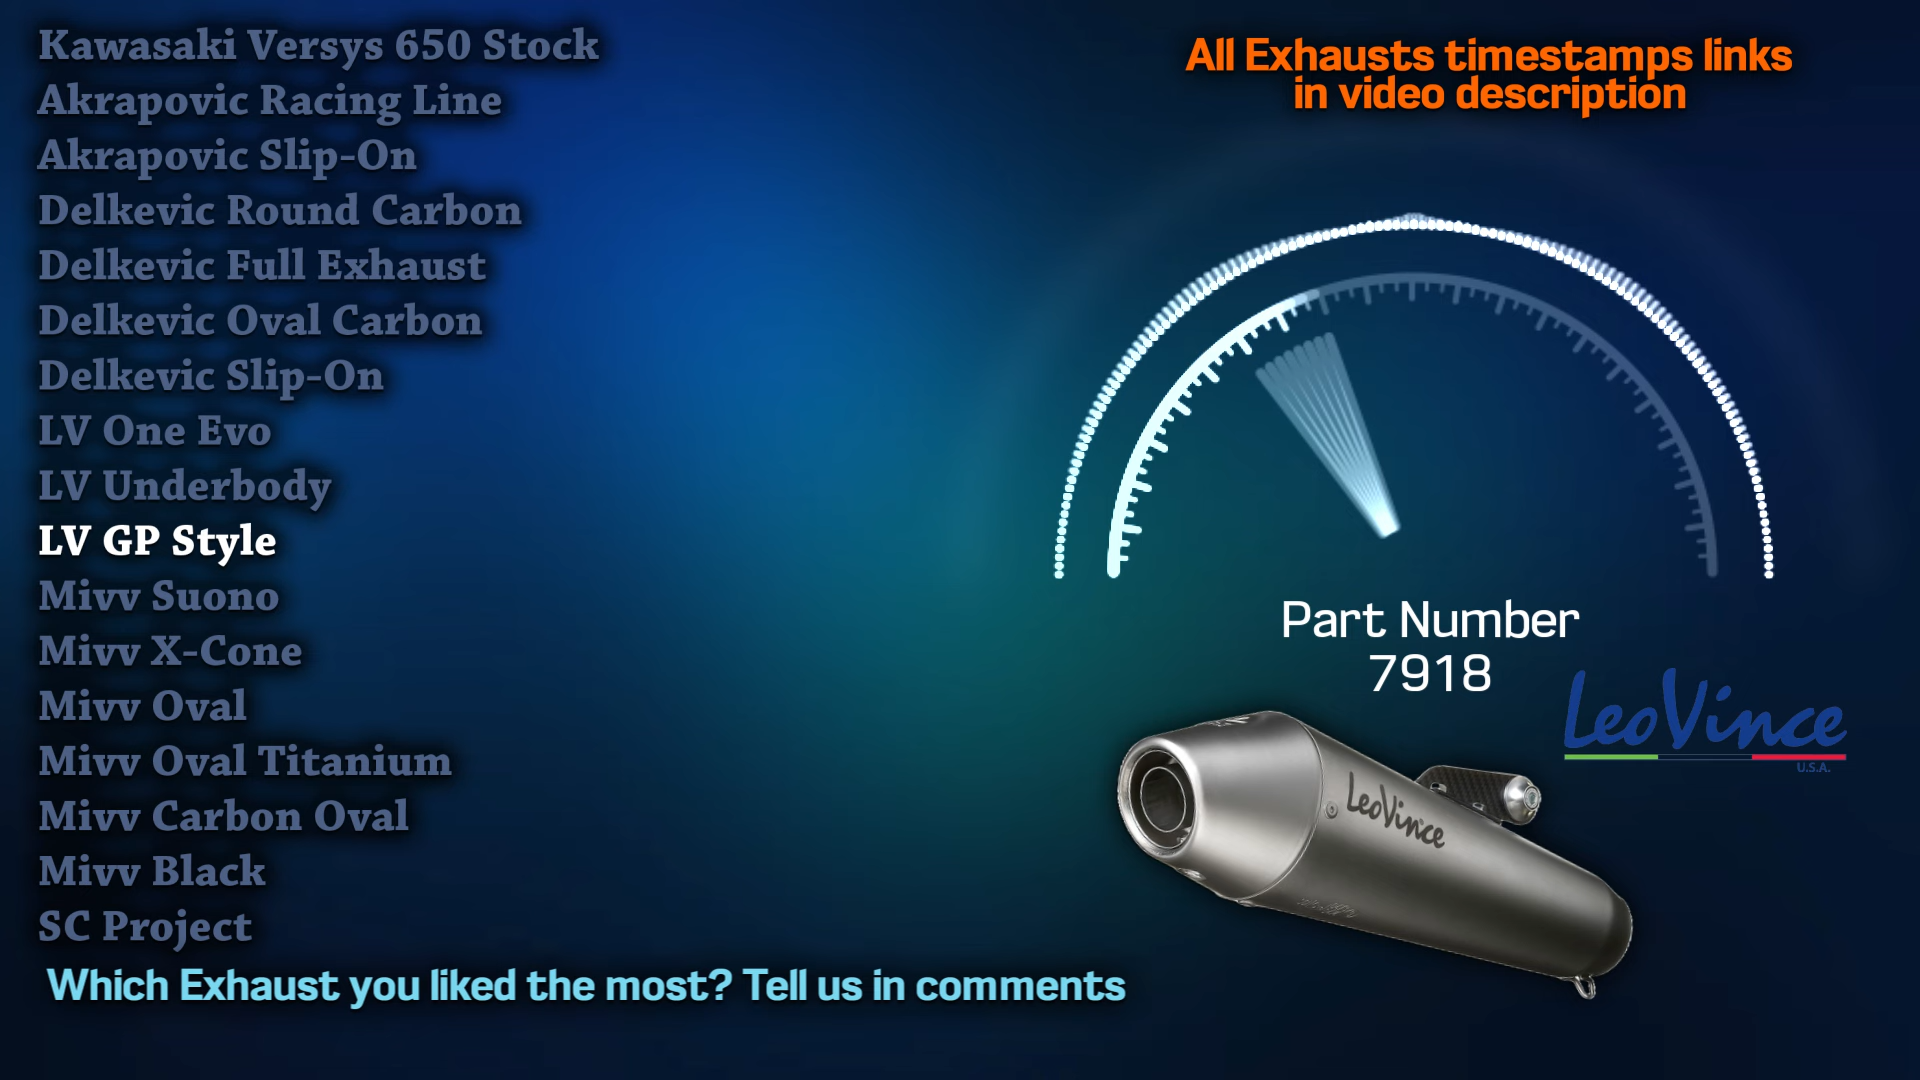 Kawasaki Versys 650 Stock
Akrapovic Racing Line
Akrapovic Slip-On
Delkevic Round Carbon
Delkevic Full Exhaust
Delkevic Oval Carbon
Delkevic Slip-On
LV One Evo
LV Underbody
LV GP Style
Mivv Suono
Mivv X-Cone
Mivv Oval
Mivv Oval Titanium
Mivv Carbon Oval
Mivv Black
SC Project
Which Exhaust you liked the most? Tell us in comments
All Exhausts timestamps links
in video description
Part Number
7918
LeoVince
U.S.A.
LeoVince